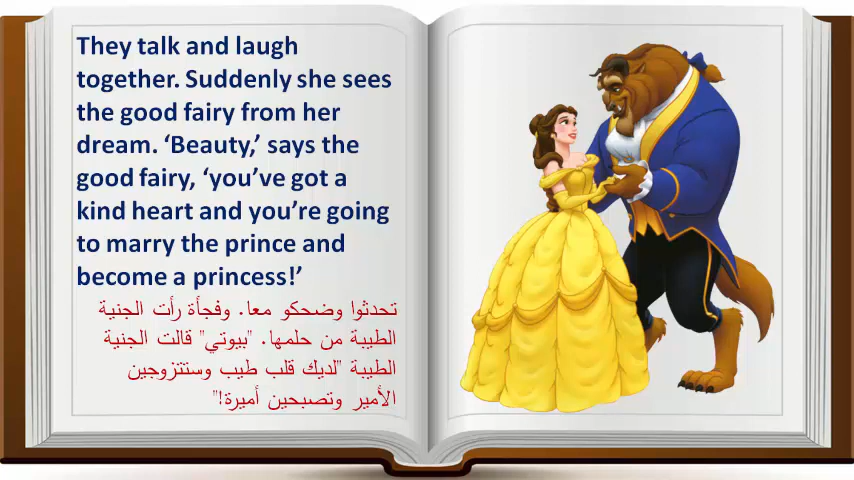 They talk and laugh
together. Suddenly she sees
the good fairy from her
dream. ‘Beauty,’ says the
good fairy, ‘you’ve got a
kind heart and you’re going
to marry the prince and
become a princess!’
تحدثوا وضحكو معا. وفجأة رأت الجنية
الطيبة من حلمها. "بيوتي" قالت الجنية
الطيبة "لديك قلب طيب وستتزوجين
الأمير وتصبحين أميرة!"